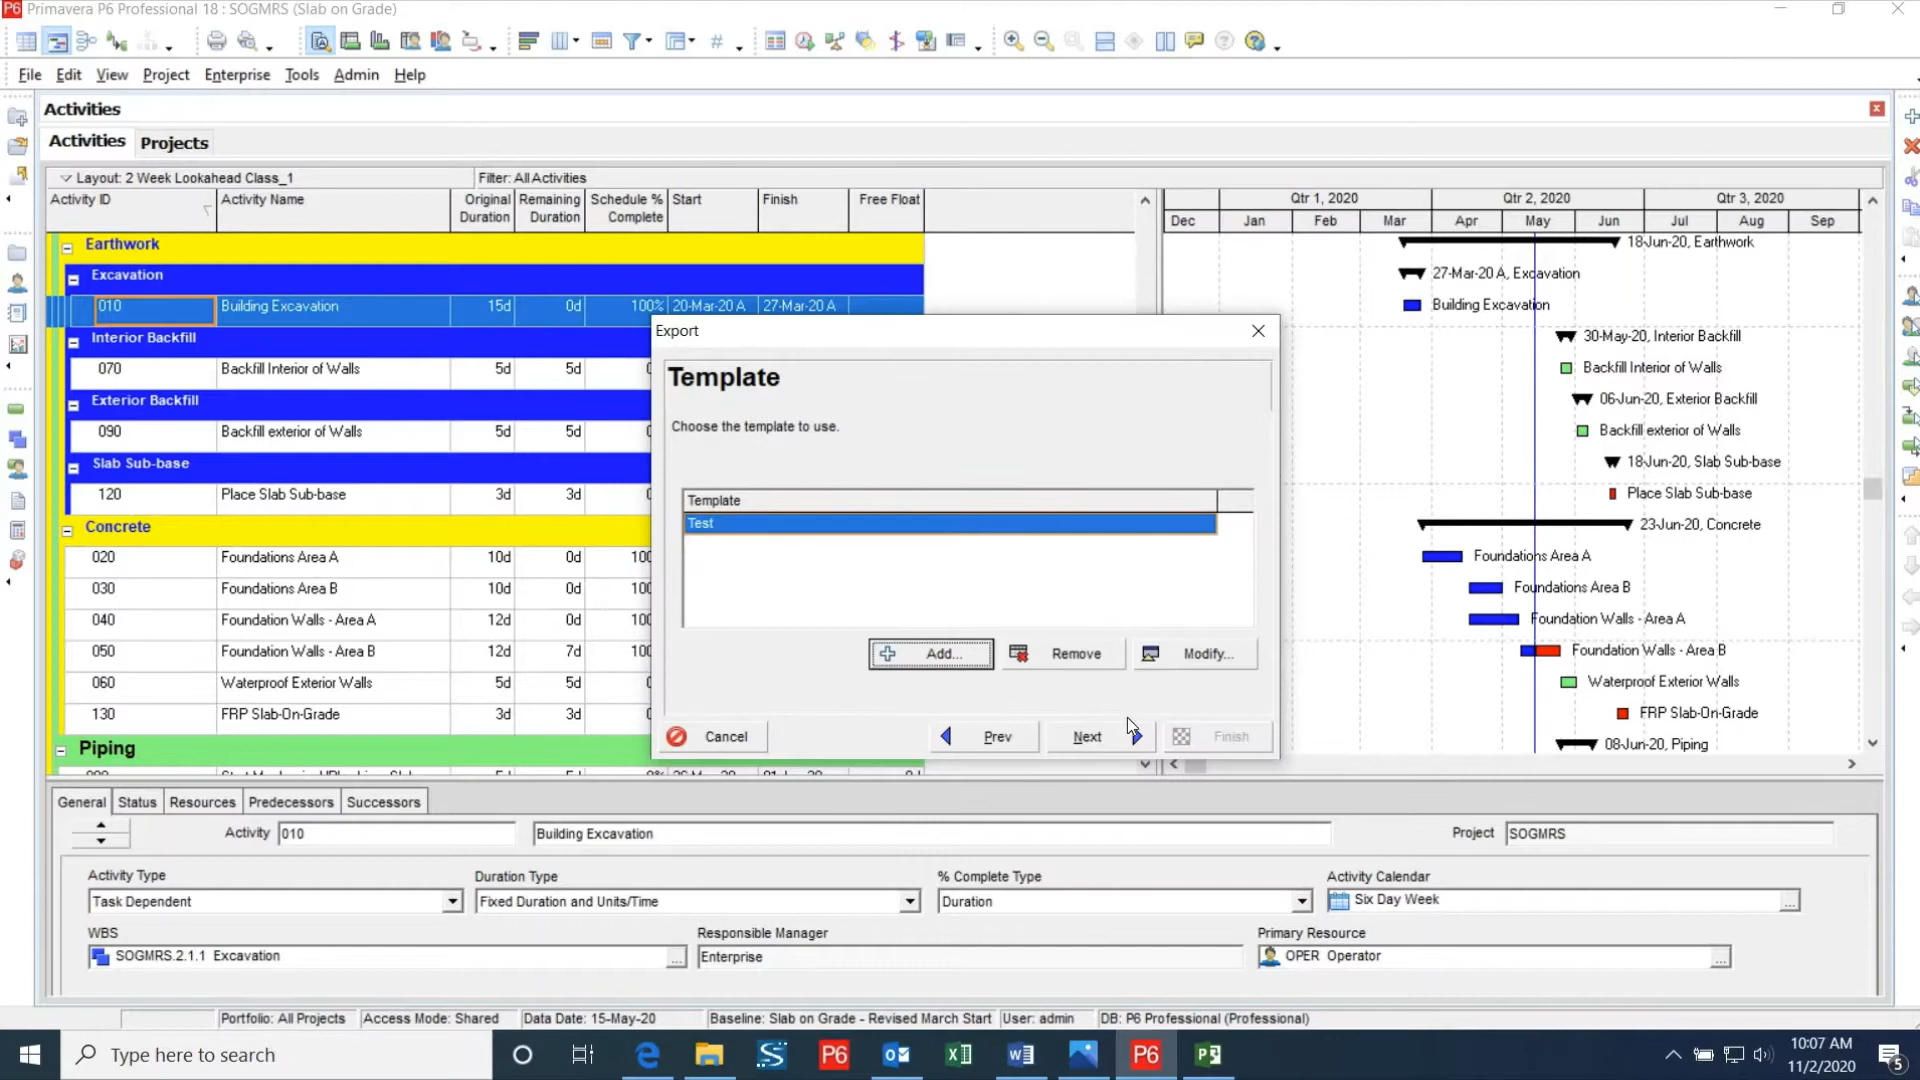 P6 Primavera P6 Professional 18 : SOGMRS (Slab on Grade)
File Edit View Project Enterprise Tools Admin Help
Activities
Activities Projects
Layout: 2 Week Lookahead Class_1 Filter: All Activities
Activity ID Activity Name Original Duration Remaining Duration Schedule % Complete Start Finish Free Float
Qtr 1, 2020 Qtr 2, 2020 Qtr 3, 2020
Dec Jan Feb Mar Apr May Jun Jul Aug Sep
Earthwork 18-Jun-20, Earthwork
Excavation 27-Mar-20 A, Excavation
010 Building Excavation 15d 0d 100% 20-Mar-20 A 27-Mar-20 A Building Excavation
Interior Backfill 30-May-20, Interior Backfill
070 Backfill Interior of Walls 5d 5d Backfill Interior of Walls
Exterior Backfill 06-Jun-20, Exterior Backfill
090 Backfill exterior of Walls 5d 5d Backfill exterior of Walls
Slab Sub-base 18-Jun-20, Slab Sub-base
120 Place Slab Sub-base 3d 3d Place Slab Sub-base
Concrete 23-Jun-20, Concrete
020 Foundations Area A 10d 0d Foundations Area A
030 Foundations Area B 10d 0d Foundations Area B
040 Foundation Walls - Area A 12d 0d Foundation Walls - Area A
050 Foundation Walls - Area B 12d 7d Foundation Walls - Area B
060 Waterproof Exterior Walls 5d 5d Waterproof Exterior Walls
130 FRP Slab-On-Grade 3d 3d FRP Slab-On-Grade
Piping 08-Jun-20, Piping
Export
Template
Choose the template to use.
Template
Test
Add... Remove Modify...
Cancel Prev Next Finish
General Status Resources Predecessors Successors
Activity 010 Building Excavation Project SOGMRS
Activity Type Duration Type % Complete Type Activity Calendar
Task Dependent Fixed Duration and Units/Time Duration Six Day Week
WBS Responsible Manager Primary Resource
SOGMRS.2.1.1 Excavation Enterprise OPER Operator
Portfolio: All Projects Access Mode: Shared Data Date: 15-May-20 Baseline: Slab on Grade - Revised March Start User: admin DB: P6 Professional (Professional)
Type here to search
P6
P6
10:07 AM
11/2/2020
5